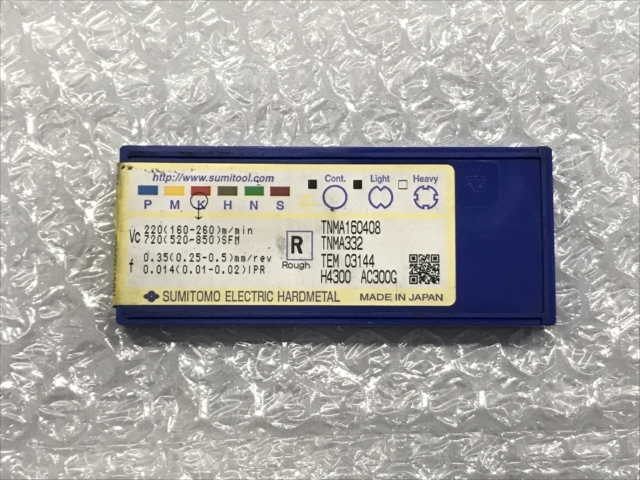 http://www.sumitool.com
P M K H N S
Cont. Light Heavy
Vc 220(160-260)m/min
720(520-850)SFM
f 0.35(0.25-0.5)mm/rev
0.014(0.01-0.02)IPR
R
Rough
TNMA160408
TNMA332
TEM 03144
H4300 AC300G
SUMITOMO ELECTRIC HARDMETAL
MADE IN JAPAN